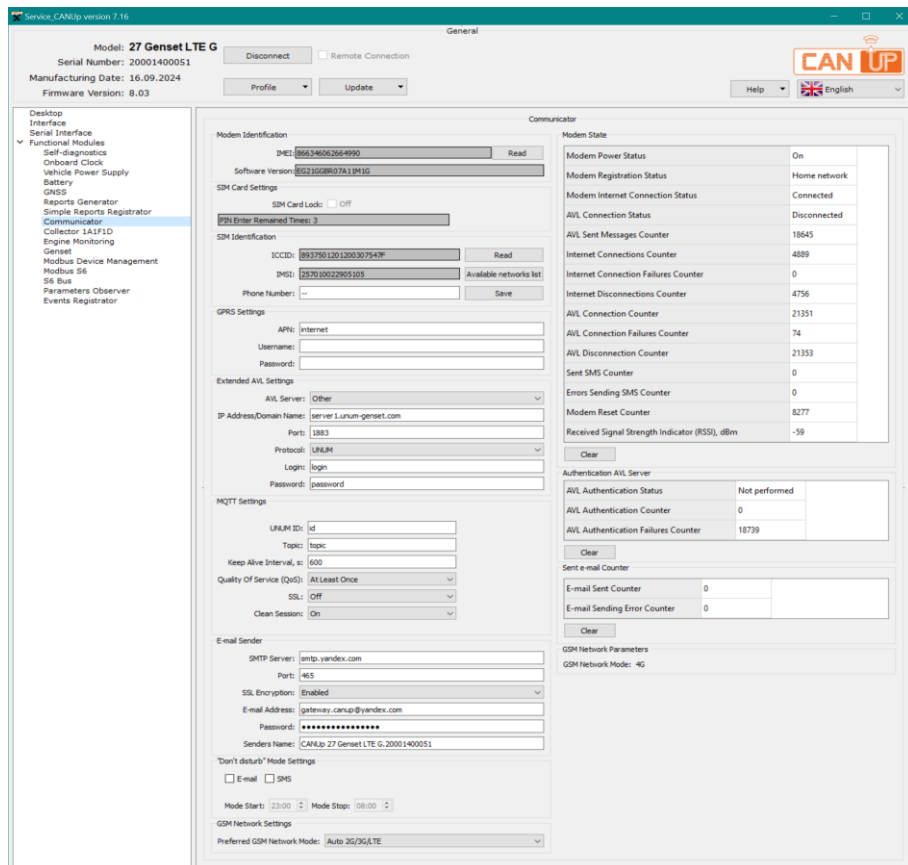 Service_CANUp version 7.16
General
Model: 27 Genset LTE G
Serial Number: 20001400051
Manufacturing Date: 16.09.2024
Firmware Version: 8.03
Disconnect
Remote Connection
Profile
Update
CAN UP
Help
English
Desktop
Interface
Serial Interface
Functional Modules
Self-diagnostics
Onboard Clock
Vehicle Power Supply
Battery
GNSS
Reports Generator
Simple Reports Registrator
Communicator
Collector 1A1F1D
Engine Monitoring
Genset
Modbus Device Management
Modbus S6
S6 Bus
Parameters Observer
Events Registrator
Communicator
Modem Identification
IMEI: 866346062664990 Read
Software Version: EG21GGBR07A11M1G
SIM Card Settings
SIM Card Lock: Off
PIN Enter Remained Times: 3
SIM Identification
ICCID: 8937501201200307547F Read
IMSI: 257010022905105 Available networks list
Phone Number: -- Save
GPRS Settings
APN: internet
Username:
Password:
Extended AVL Settings
AVL Server: Other
IP Address/Domain Name: server1.unum-genset.com
Port: 1883
Protocol: UNUM
Login: login
Password: password
MQTT Settings
UNUM ID: id
Topic: topic
Keep Alive Interval, s: 600
Quality Of Service (QoS): At Least Once
SSL: Off
Clean Session: On
E-mail Sender
SMTP Server: smtp.yandex.com
Port: 465
SSL Encryption: Enabled
E-mail Address: gateway.canup@yandex.com
Password: ••••••••••••••••
Senders Name: CANUp 27 Genset LTE G.20001400051
"Don't disturb" Mode Settings
E-mail SMS
Mode Start: 23:00 Mode Stop: 08:00
GSM Network Settings
Preferred GSM Network Mode: Auto 2G/3G/LTE
Modem State
Modem Power Status On
Modem Registration Status Home network
Modem Internet Connection Status Connected
AVL Connection Status Disconnected
AVL Sent Messages Counter 18645
Internet Connections Counter 4889
Internet Connection Failures Counter 0
Internet Disconnections Counter 4756
AVL Connection Counter 21351
AVL Connection Failures Counter 74
AVL Disconnection Counter 21353
Sent SMS Counter 0
Errors Sending SMS Counter 0
Modem Reset Counter 8277
Received Signal Strength Indicator (RSSI), dBm -59
Clear
Authentication AVL Server
AVL Authentication Status Not performed
AVL Authentication Counter 0
AVL Authentication Failures Counter 18739
Clear
Sent e-mail Counter
E-mail Sent Counter 0
E-mail Sending Error Counter 0
Clear
GSM Network Parameters
GSM Network Mode: 4G